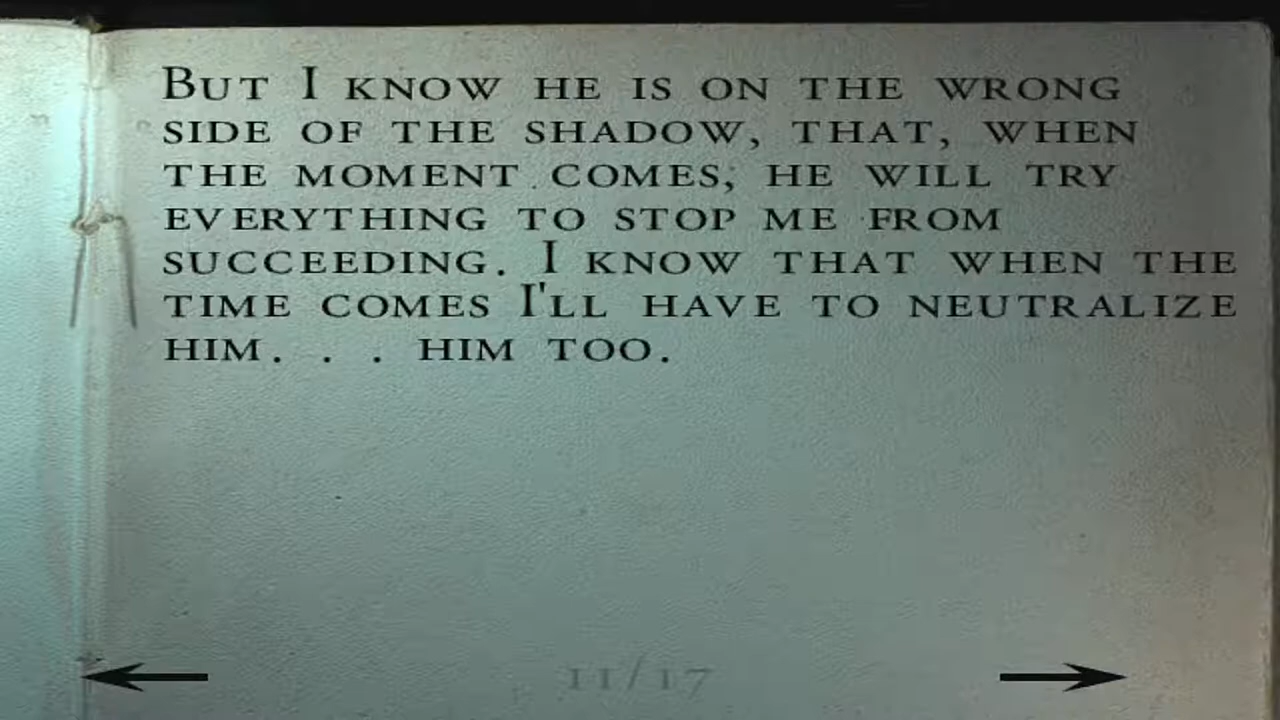 But I know he is on the wrong
side of the shadow, that, when
the moment comes, he will try
everything to stop me from
succeeding. I know that when the
time comes I'll have to neutralize
him. . . him too.
11/17